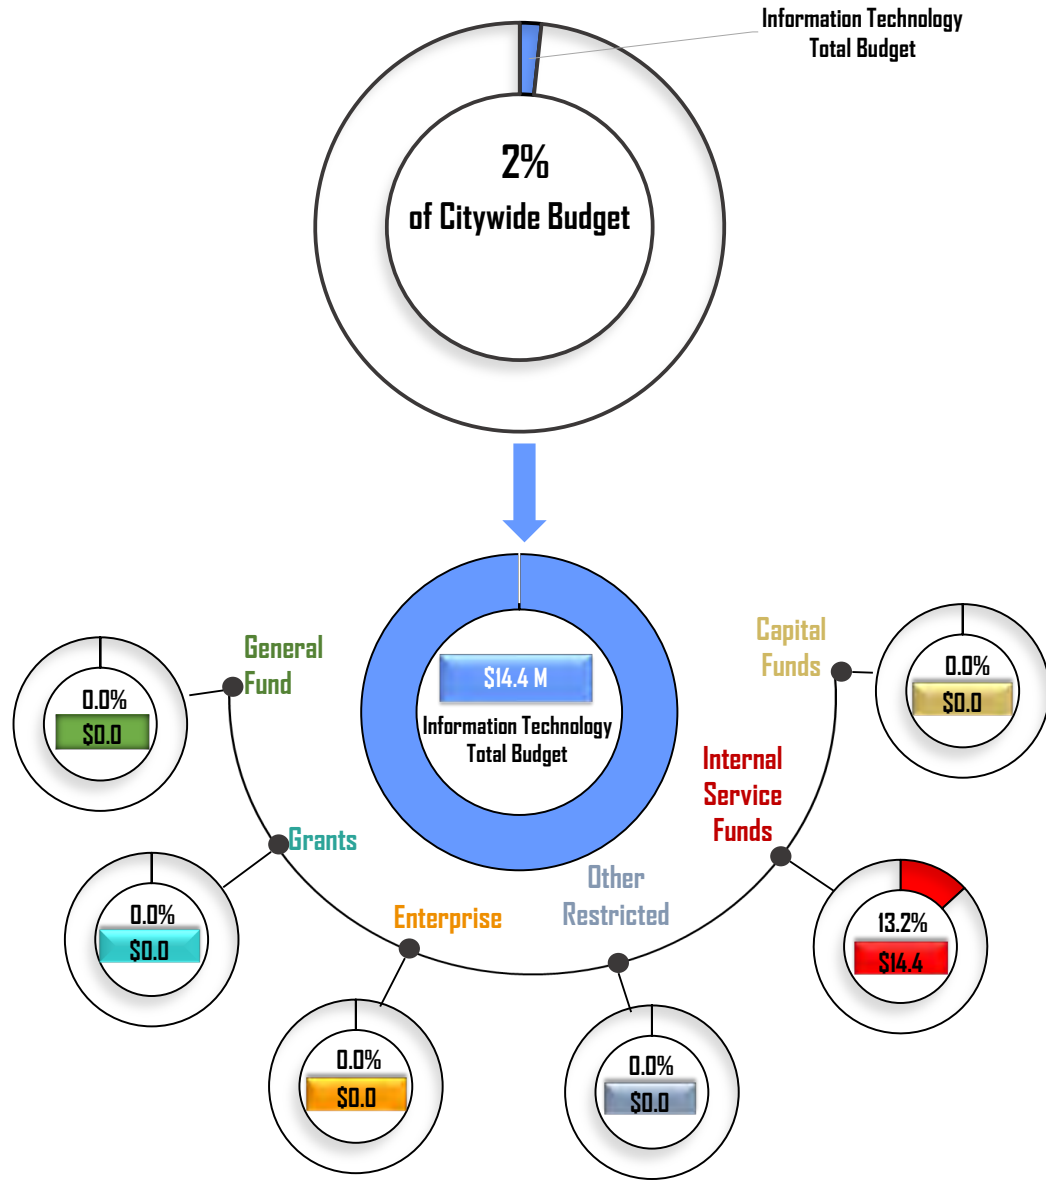 Information Technology
Total Budget
2%
of Citywide Budget
$14.4 M
Information Technology
Total Budget
General
Fund
0.0%
$0.0
Grants
0.0%
$0.0
Enterprise
0.0%
$0.0
Other
Restricted
0.0%
$0.0
Internal
Service
Funds
13.2%
$14.4
Capital
Funds
0.0%
$0.0